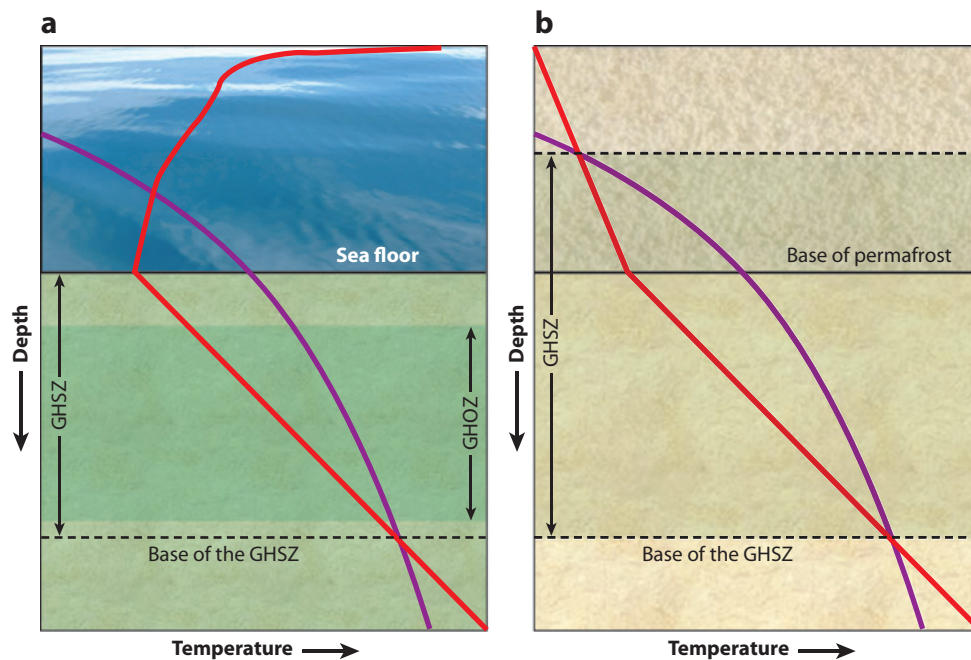 a
Sea floor
Depth
GHSZ
GHOZ
Base of the GHSZ
Temperature
b
Base of permafrost
Depth
GHSZ
Base of the GHSZ
Temperature